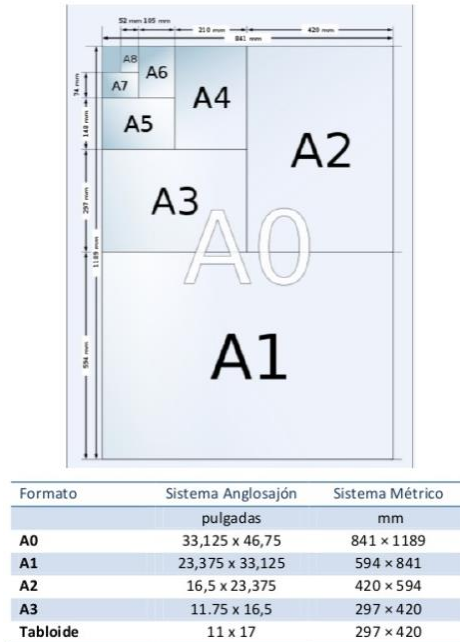 52 mm 105 mm
210 mm
420 mm
841 mm
A8
A7
A6
74 mm
A5
A4
A2
148 mm
A3
297 mm
A0
1189 mm
A1
594 mm
Formato Sistema Anglosajón Sistema Métrico
pulgadas mm
A0 33,125 x 46,75 841 × 1189
A1 23,375 x 33,125 594 × 841
A2 16,5 x 23,375 420 × 594
A3 11.75 x 16,5 297 × 420
Tabloide 11 x 17 297 × 420